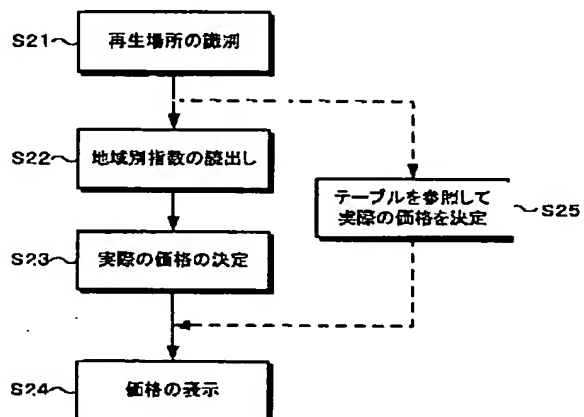 S21
再生場所の識別
S22
地域別指数の読出し
テーブルを参照して
実際の価格を決定
S25
S23
実際の価格の決定
S24
価格の表示